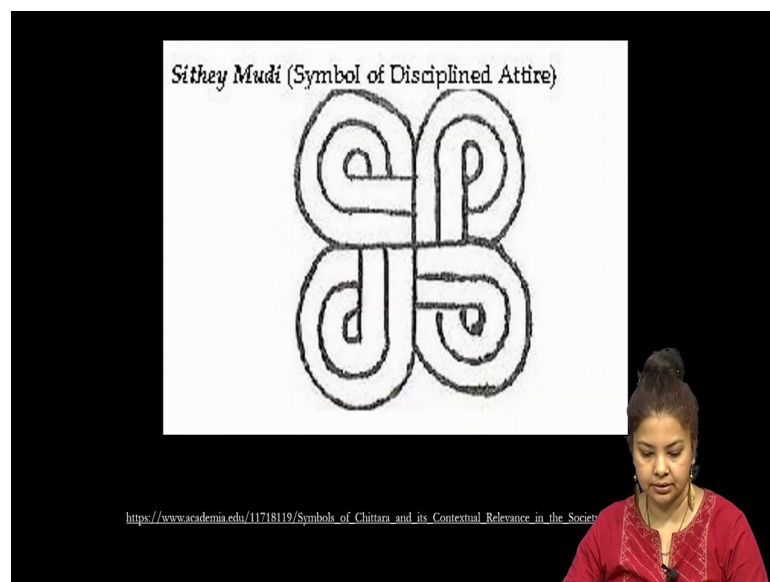 Sithey Mudi (Symbol of Disciplined Attire)
https://www.academia.edu/11718119/Symbols_of_Chittara_and_its_Contextual_Relevance_in_the_Society